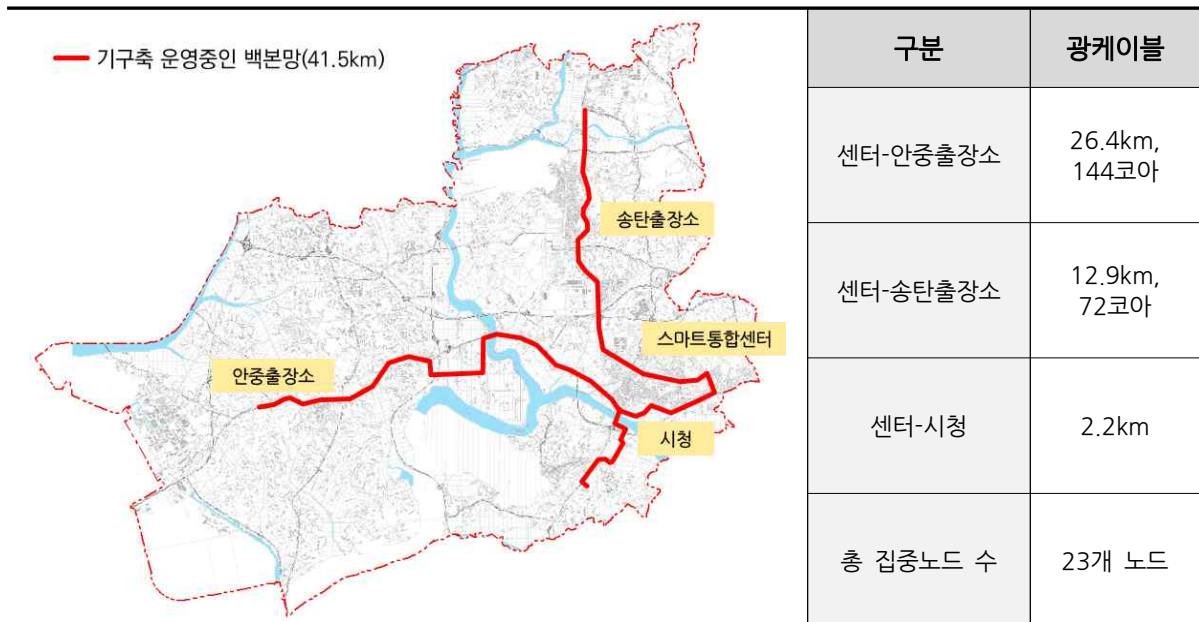 기구축 운영중인 백본망(41.5km)
송탄출장소
스마트통합센터
안중출장소
시청
구분
광케이블
센터-안중출장소
26.4km,
144코아
센터-송탄출장소
12.9km,
72코아
센터-시청
2.2km
총 집중노드 수
23개 노드